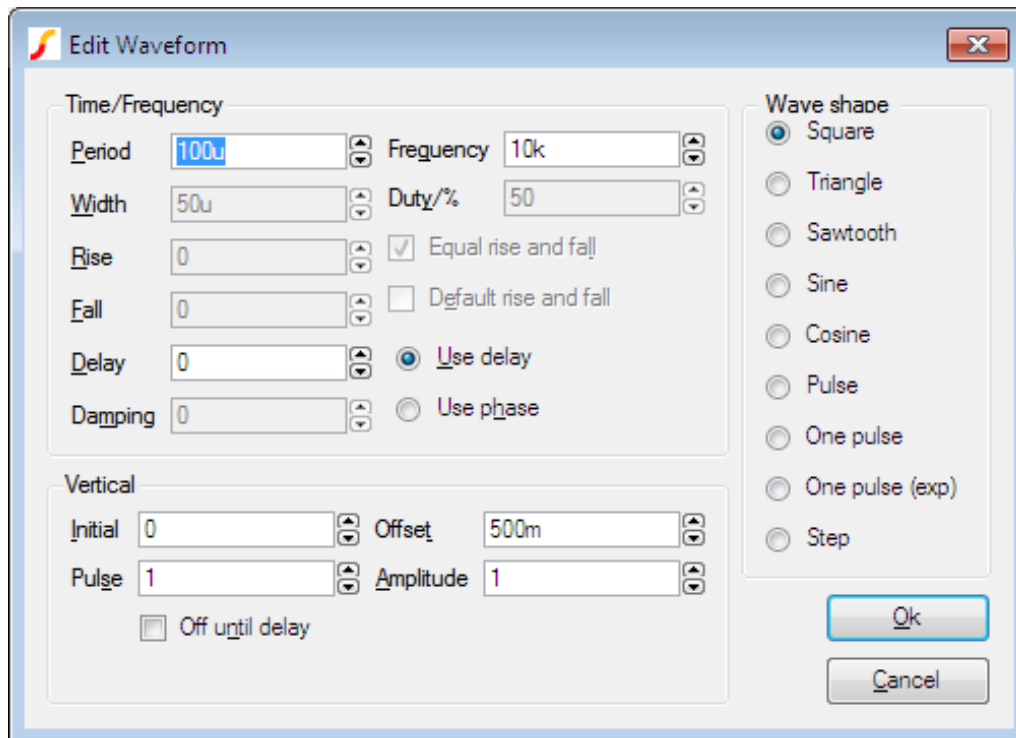 Edit Waveform
Time/Frequency
Period 100u Frequency 10k
Width 50u Duty/% 50
Rise 0 Equal rise and fall
Fall 0 Default rise and fall
Delay 0 Use delay
Damping 0 Use phase
Vertical
Initial 0 Offset 500m
Pulse 1 Amplitude 1
Off until delay
Wave shape
Square
Triangle
Sawtooth
Sine
Cosine
Pulse
One pulse
One pulse (exp)
Step
Ok
Cancel